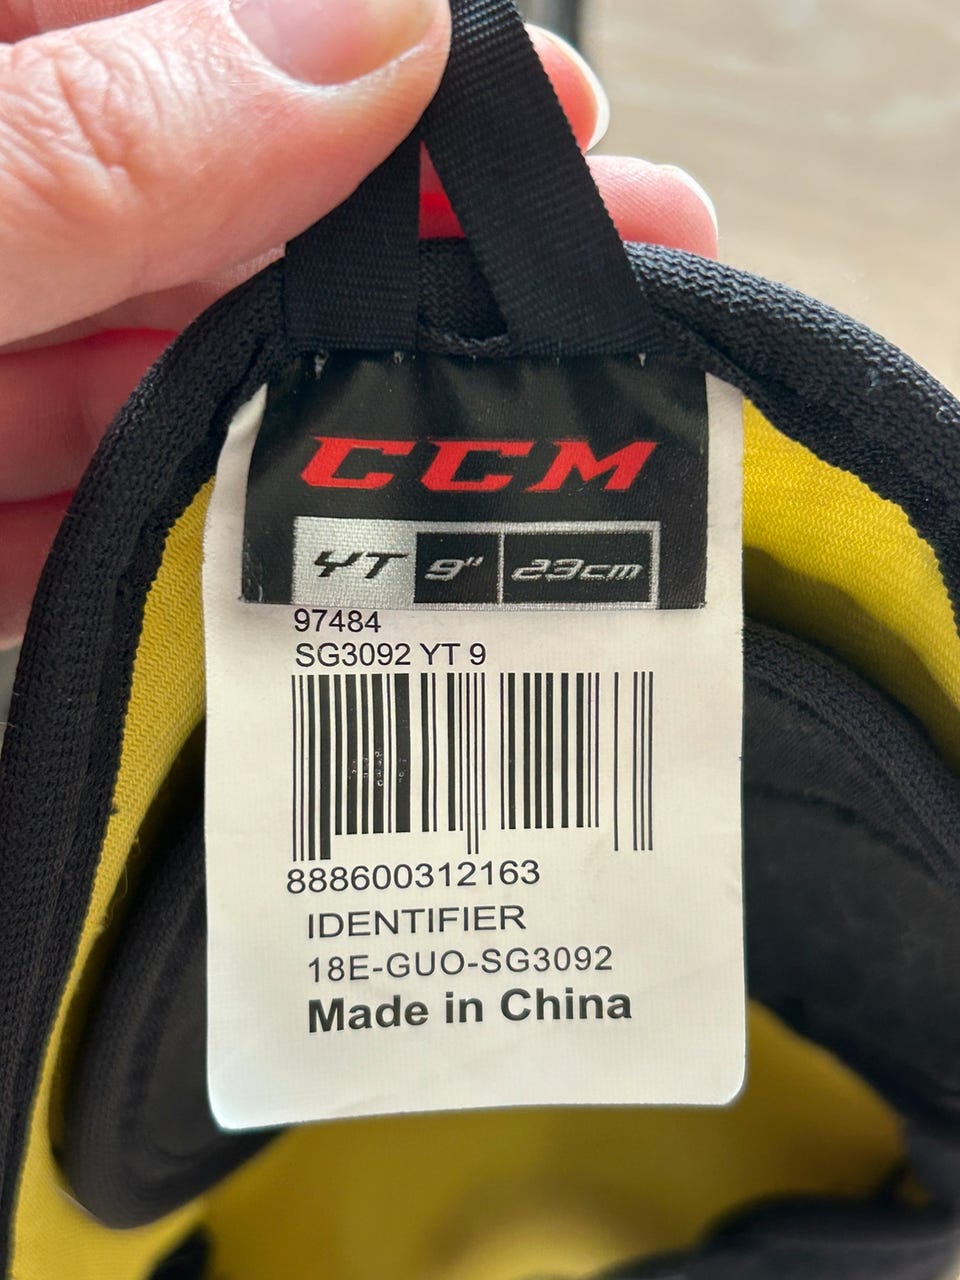 CCM
YT 9" 23cm
97484
SG3092 YT 9
888600312163
IDENTIFIER
18E-GUO-SG3092
Made in China